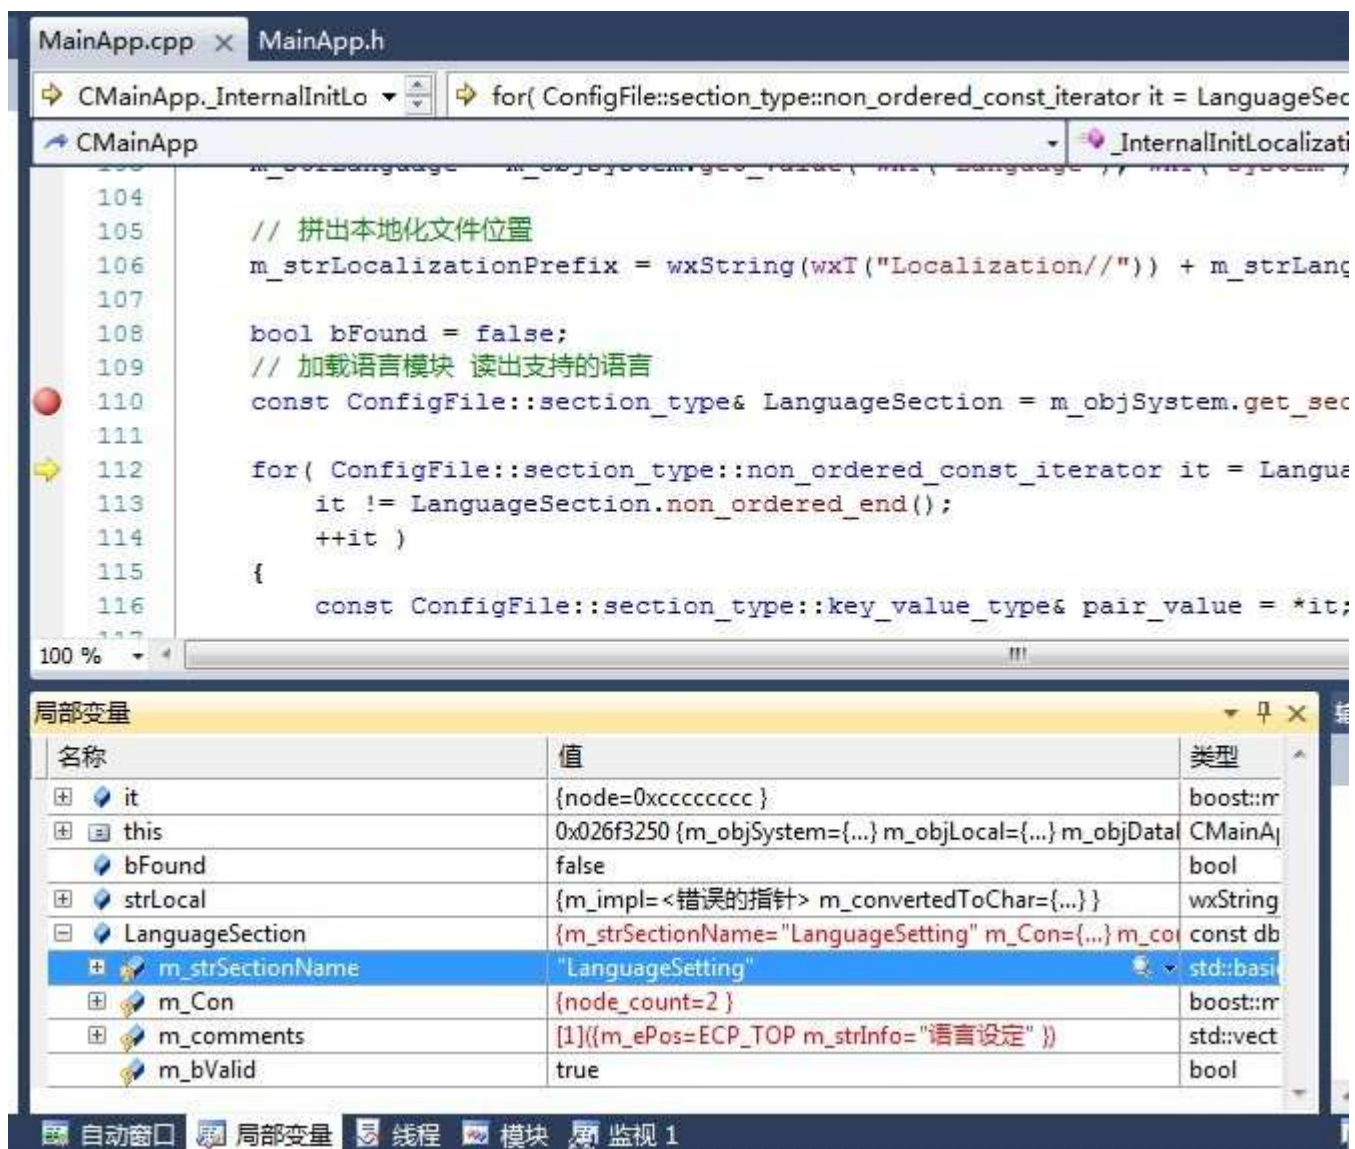 MainApp.cpp MainApp.h
CMainApp._InternalInitLo for( ConfigFile::section_type::non_ordered_const_iterator it = LanguageSec
CMainApp _InternalInitLocalizati
104
105 // 拼出本地化文件位置
106 m_strLocalizationPrefix = wxString(wxT("Localization//")) + m_strLang
107
108 bool bFound = false;
109 // 加载语言模块 读出支持的语言
110 const ConfigFile::section_type& LanguageSection = m_objSystem.get_sec
111
112 for( ConfigFile::section_type::non_ordered_const_iterator it = Langua
113 it != LanguageSection.non_ordered_end();
114 ++it )
115 {
116 const ConfigFile::section_type::key_value_type& pair_value = *it;
100 %
局部变量
名称 值 类型
it {node=0xcccccccc } boost::m
this 0x026f3250 {m_objSystem={...} m_objLocal={...} m_objDatal CMainA
bFound false bool
strLocal {m_impl=<错误的指针> m_convertedToChar={...} } wxString
LanguageSection {m_strSectionName="LanguageSetting" m_Con={...} m_co const db
m_strSectionName "LanguageSetting" std::basi
m_Con {node_count=2 } boost::m
m_comments [1]({m_ePos=ECP_TOP m_strInfo="语言设定" }) std::vect
m_bValid true bool
自动窗口 局部变量 线程 模块 监视 1